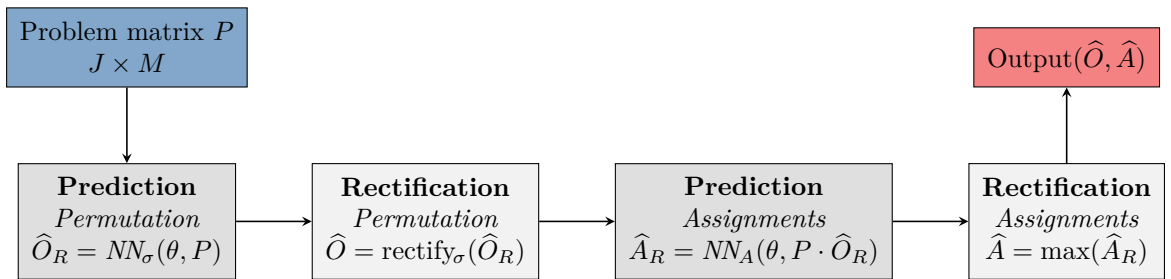 Problem matrix P
J × M
Output(Ô, Â)
Prediction
Permutation
Ô_R = NN_σ(θ, P)
Rectification
Permutation
Ô = rectify_σ(Ô_R)
Prediction
Assignments
Â_R = NN_A(θ, P · Ô_R)
Rectification
Assignments
Â = max(Â_R)